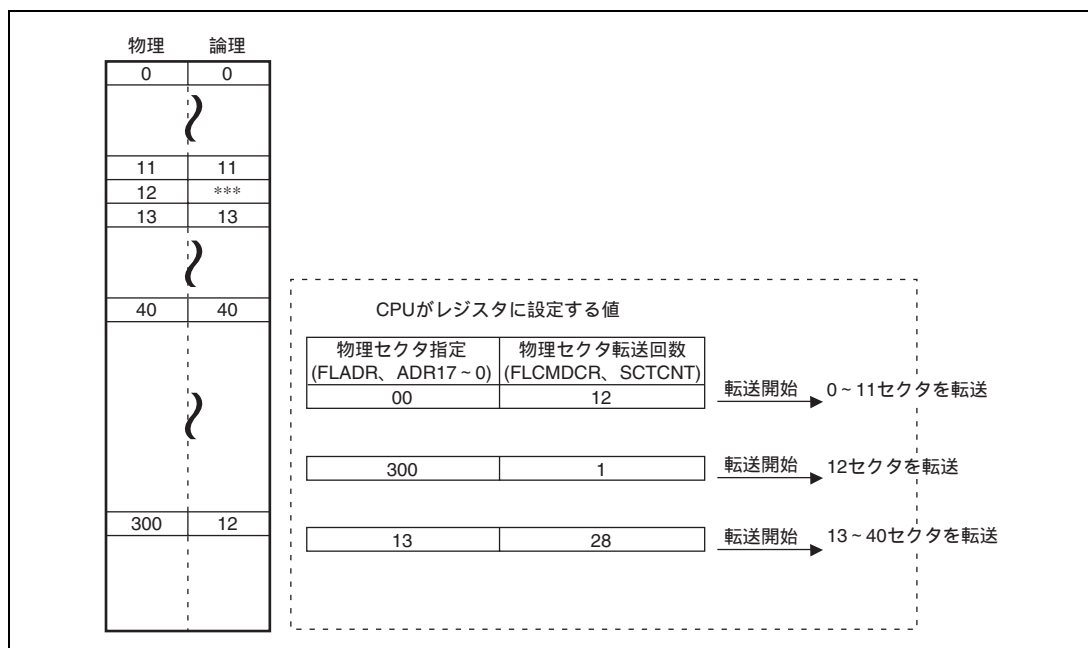 物理 論理
0 0
11 11
12 ***
13 13
40 40
300 12
CPUがレジスタに設定する値
物理セクタ指定 物理セクタ転送回数
(FLADR、ADR17~0) (FLCMDCR、SCTCNT)
00 12 転送開始 0~11セクタを転送
300 1 転送開始 12セクタを転送
13 28 転送開始 13~40セクタを転送